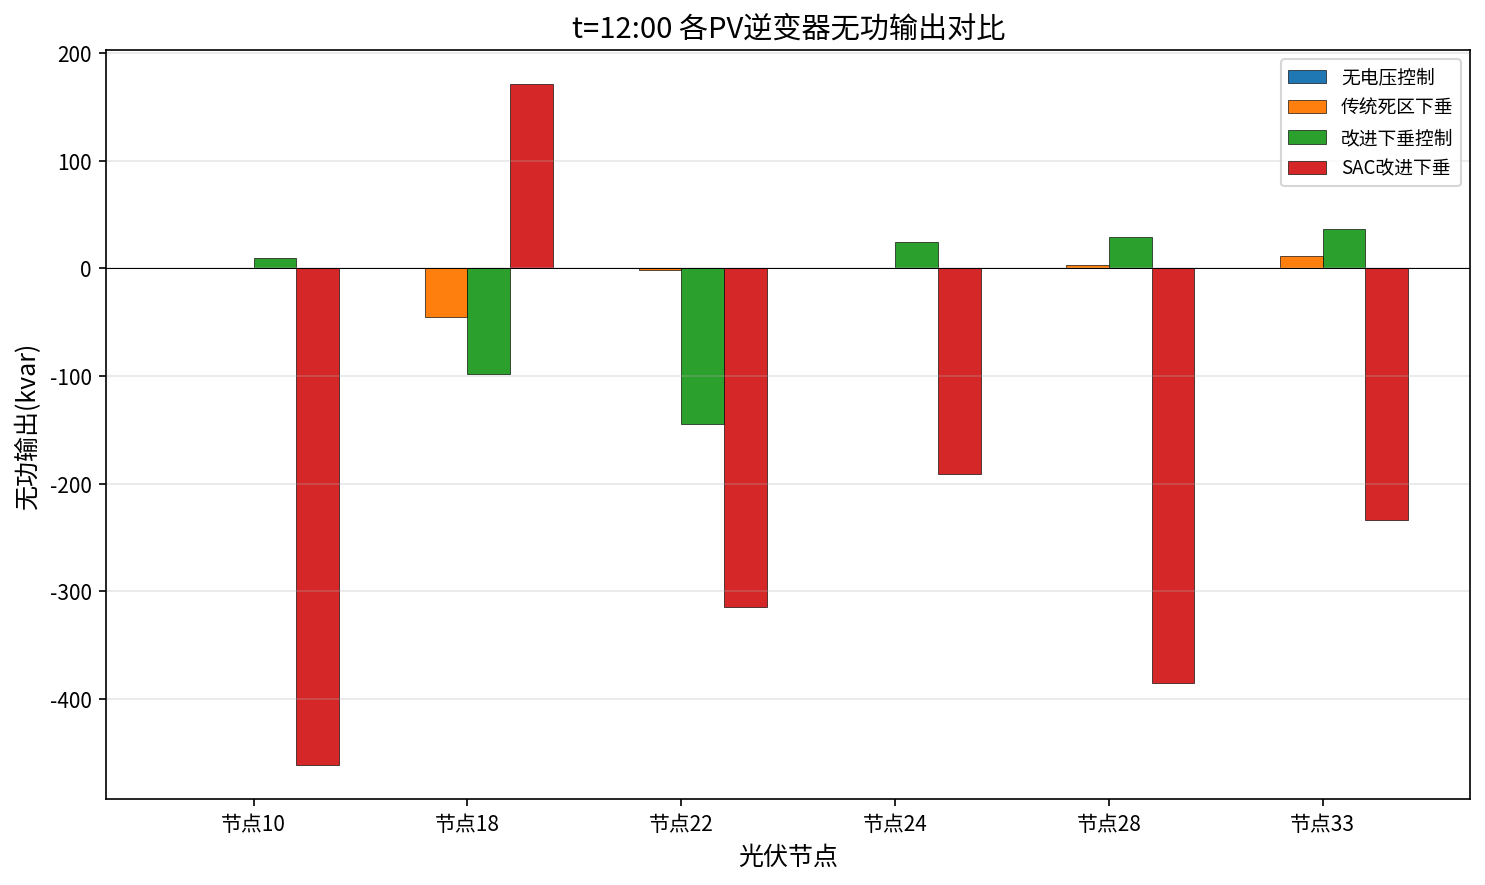 t=12:00 各PV逆变器无功输出对比
无功输出(kvar)
200
100
0
-100
-200
-300
-400
无电压控制
传统死区下垂
改进下垂控制
SAC改进下垂
节点10
节点18
节点22
节点24
节点28
节点33
光伏节点